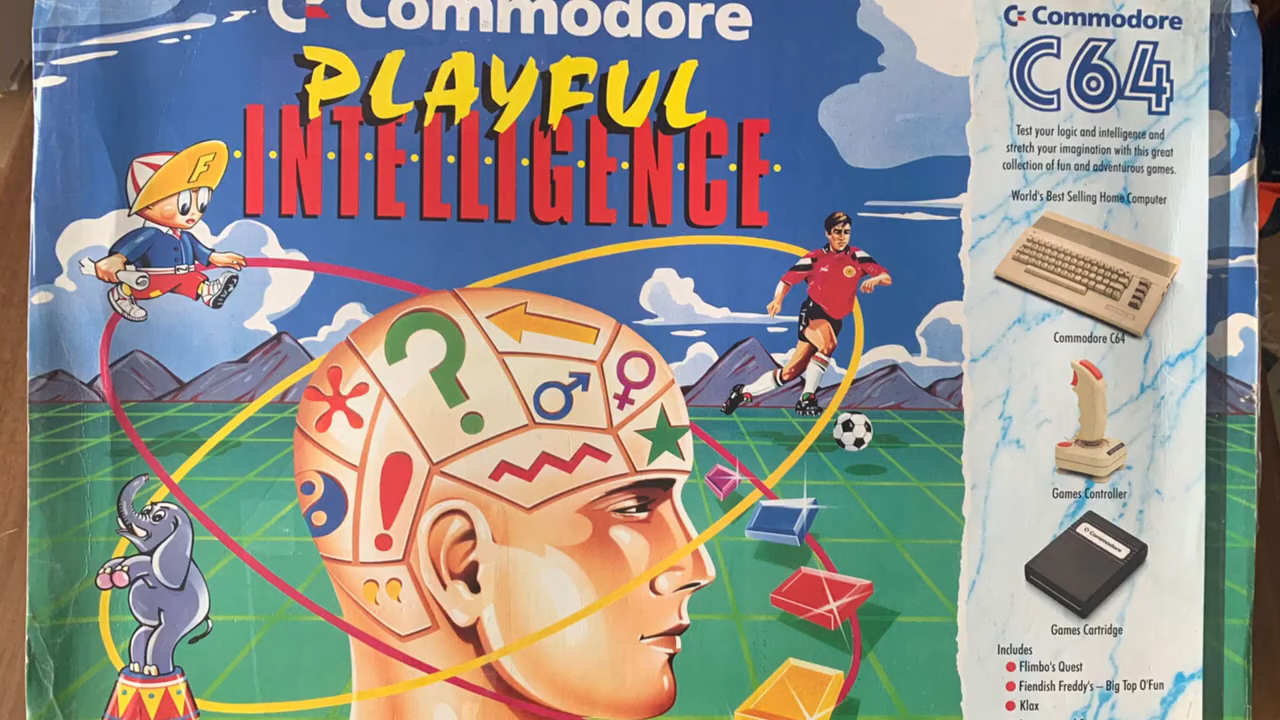 Commodore
PLAYFUL
INTELLIGENCE
F
Commodore
C64
Test your logic and intelligence and
stretch your imagination with this great
collection of fun and adventurous games.
World's Best Selling Home Computer
Commodore C64
Games Controller
Commodore
Games Cartridge
Includes
Flimbo's Quest
Fiendish Freddy's – Big Top O'Fun
Klax